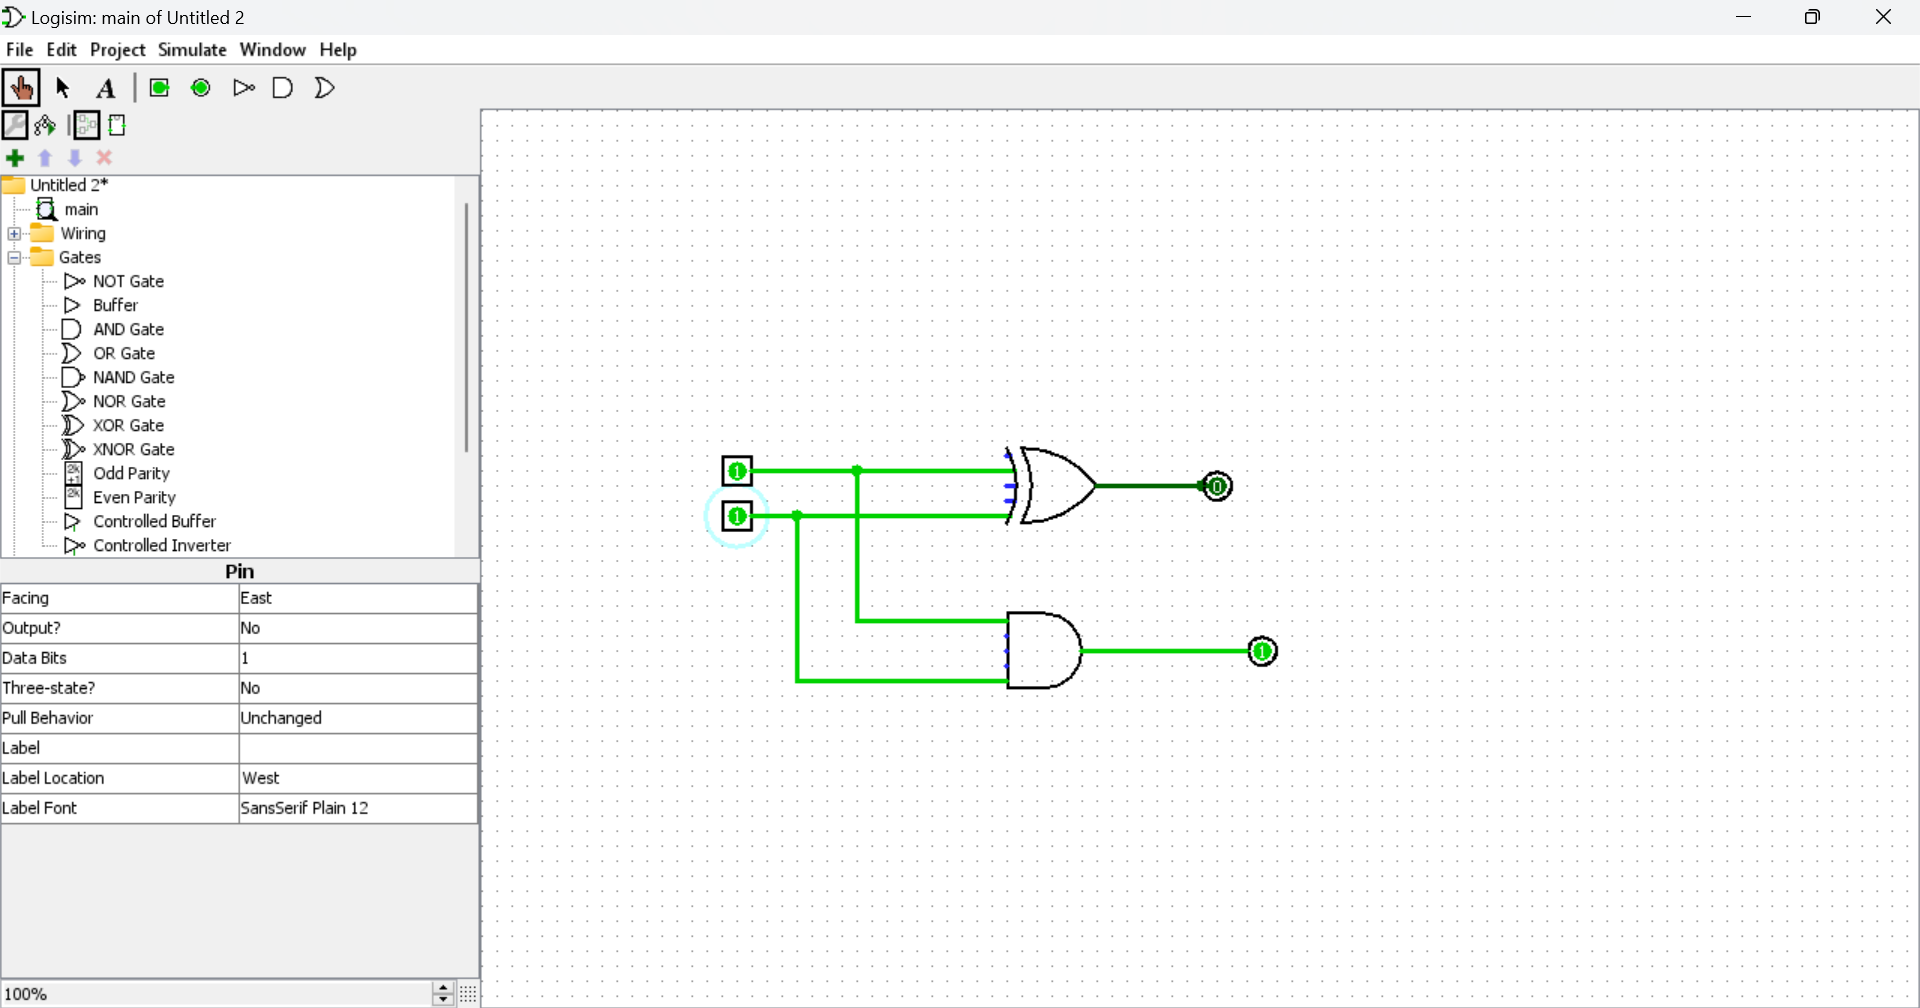 Logisim: main of Untitled 2
File Edit Project Simulate Window Help
A
Untitled 2*
main
Wiring
Gates
NOT Gate
Buffer
AND Gate
OR Gate
NAND Gate
NOR Gate
XOR Gate
XNOR Gate
2k+1 Odd Parity
2k Even Parity
Controlled Buffer
Controlled Inverter
Pin
Facing East
Output? No
Data Bits 1
Three-state? No
Pull Behavior Unchanged
Label
Label Location West
Label Font SansSerif Plain 12
100%
1
0
1
1